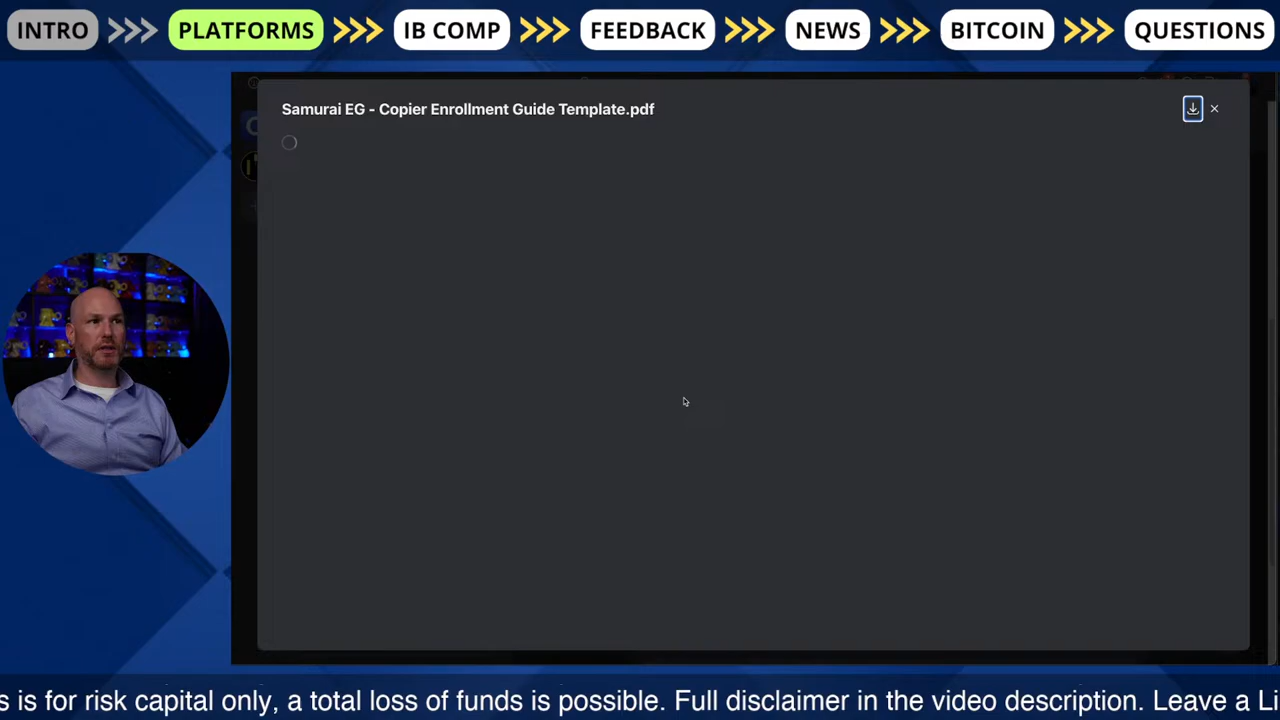 INTRO >>> PLATFORMS >>> IB COMP >>> FEEDBACK >>> NEWS >>> BITCOIN >>> QUESTIONS
Samurai EG - Copier Enrollment Guide Template.pdf
s is for risk capital only, a total loss of funds is possible. Full disclaimer in the video description. Leave a Li